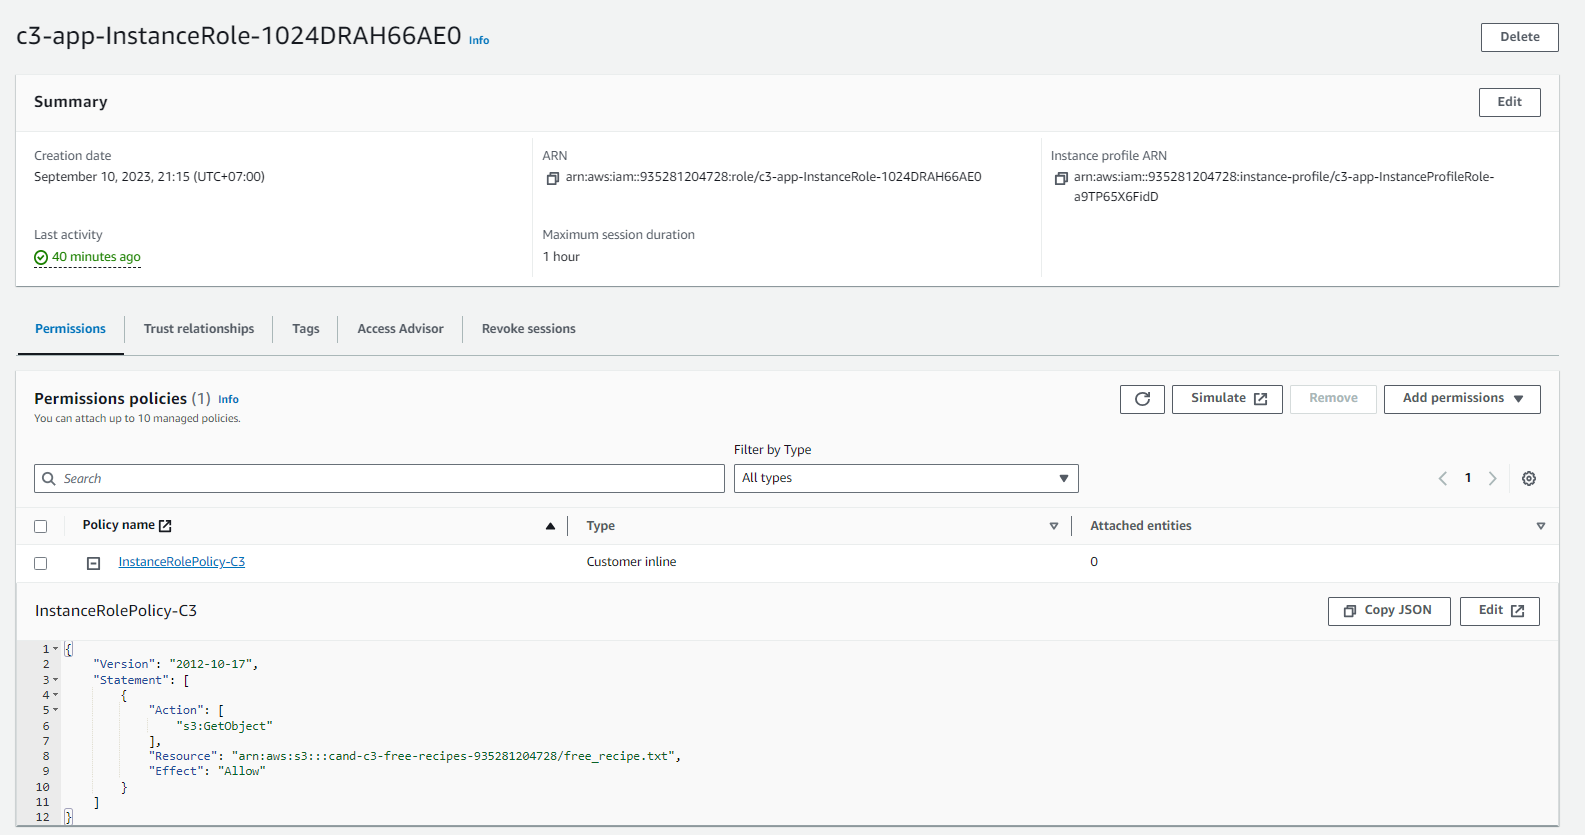 c3-app-InstanceRole-1024DRAH66AE0 Info
Delete
Summary
Edit
Creation date
September 10, 2023, 21:15 (UTC+07:00)
ARN
arn:aws:iam::935281204728:role/c3-app-InstanceRole-1024DRAH66AE0
Instance profile ARN
arn:aws:iam::935281204728:instance-profile/c3-app-InstanceProfileRole-
a9TP65X6FidD
Last activity
40 minutes ago
Maximum session duration
1 hour
Permissions Trust relationships Tags Access Advisor Revoke sessions
Permissions policies (1) Info
You can attach up to 10 managed policies.
Simulate Remove Add permissions
Filter by Type
Search
All types
1
Policy name Type Attached entities
InstanceRolePolicy-C3 Customer inline 0
InstanceRolePolicy-C3
Copy JSON Edit
1 {
2 "Version": "2012-10-17",
3 "Statement": [
4 {
5 "Action": [
6 "s3:GetObject"
7 ],
8 "Resource": "arn:aws:s3:::cand-c3-free-recipes-935281204728/free_recipe.txt",
9 "Effect": "Allow"
10 }
11 ]
12 }